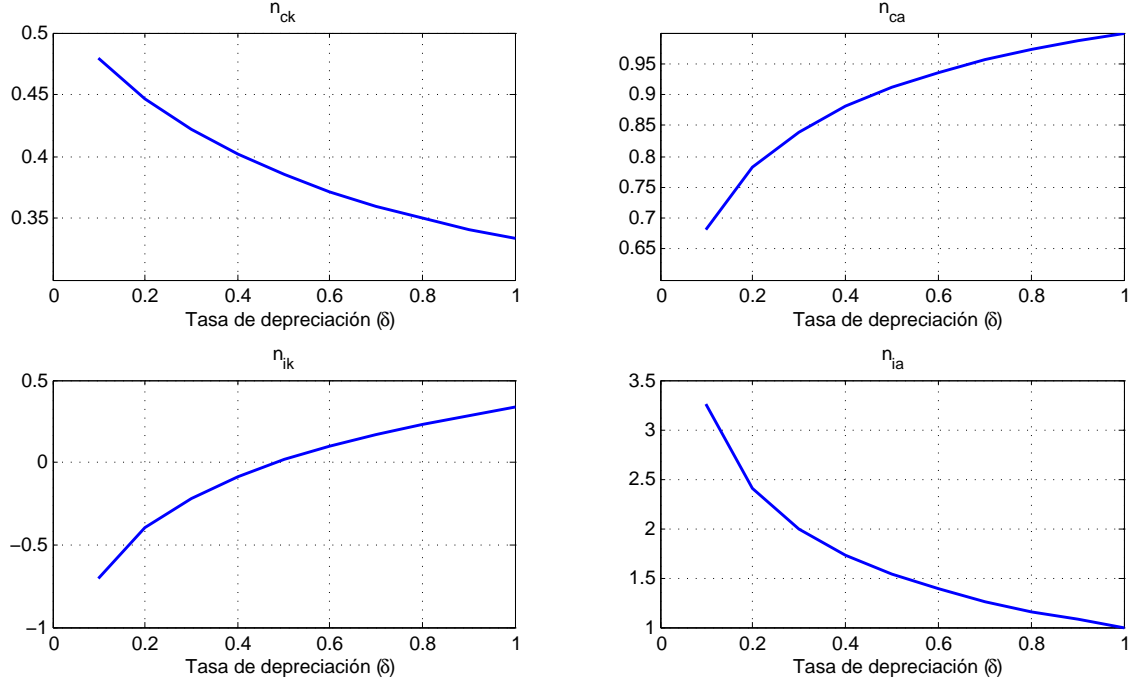 n_ck
0.5
0.45
0.4
0.35
0 0.2 0.4 0.6 0.8 1
Tasa de depreciación (δ)
n_ca
0.95
0.9
0.85
0.8
0.75
0.7
0.65
0 0.2 0.4 0.6 0.8 1
Tasa de depreciación (δ)
n_ik
0.5
0
−0.5
−1
0 0.2 0.4 0.6 0.8 1
Tasa de depreciación (δ)
n_ia
3.5
3
2.5
2
1.5
1
0 0.2 0.4 0.6 0.8 1
Tasa de depreciación (δ)